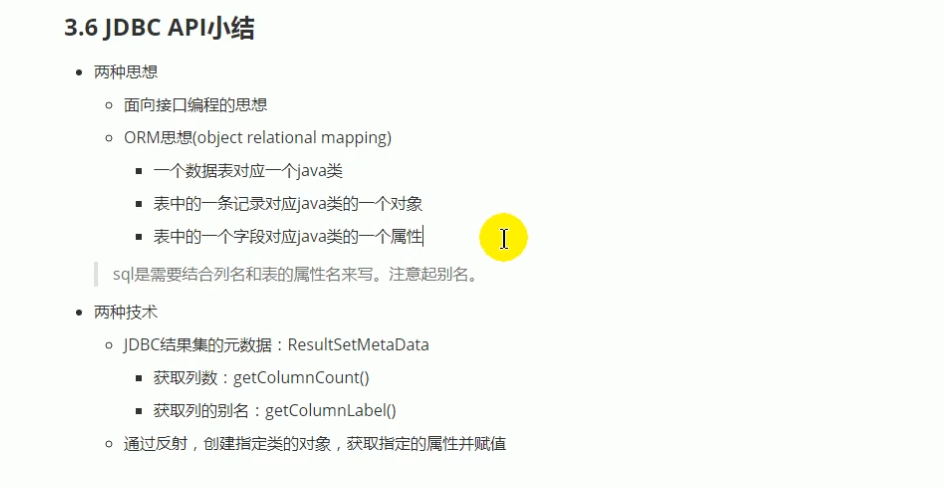 3.6 JDBC API小结
两种思想
面向接口编程的思想
ORM思想(object relational mapping)
一个数据表对应一个java类
表中的一条记录对应java类的一个对象
表中的一个字段对应java类的一个属性
sql是需要结合列名和表的属性名来写。注意起别名。
两种技术
JDBC结果集的元数据：ResultSetMetaData
获取列数：getColumnCount()
获取列的别名：getColumnLabel()
通过反射，创建指定类的对象，获取指定的属性并赋值